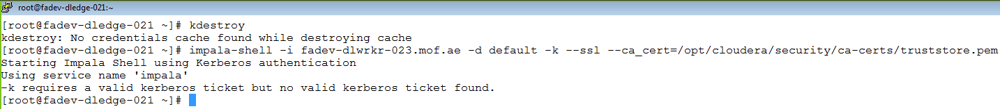 root@fadev-dledge-021:~
[root@fadev-dledge-021 ~]# kdestroy
kdestroy: No credentials cache found while destroying cache
[root@fadev-dledge-021 ~]# impala-shell -i fadev-dlwrkr-023.mof.ae -d default -k --ssl --ca_cert=/opt/cloudera/security/ca-certs/truststore.pem
Starting Impala Shell using Kerberos authentication
Using service name 'impala'
-k requires a valid kerberos ticket but no valid kerberos ticket found.
[root@fadev-dledge-021 ~]#